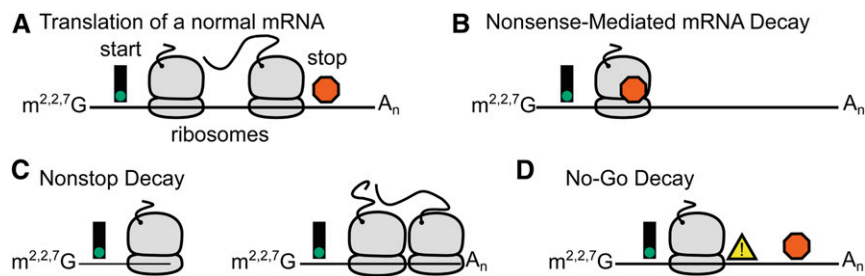 A Translation of a normal mRNA
start
stop
m2,2,7G
An
ribosomes
B Nonsense-Mediated mRNA Decay
m2,2,7G
An
C Nonstop Decay
m2,2,7G
m2,2,7G
An
D No-Go Decay
!
m2,2,7G
An